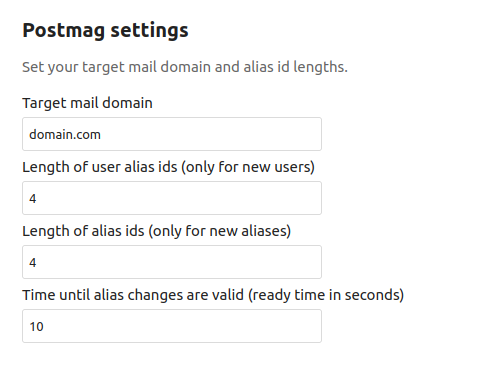 Postmag settings
Set your target mail domain and alias id lengths.
Target mail domain
domain.com
Length of user alias ids (only for new users)
4
Length of alias ids (only for new aliases)
4
Time until alias changes are valid (ready time in seconds)
10